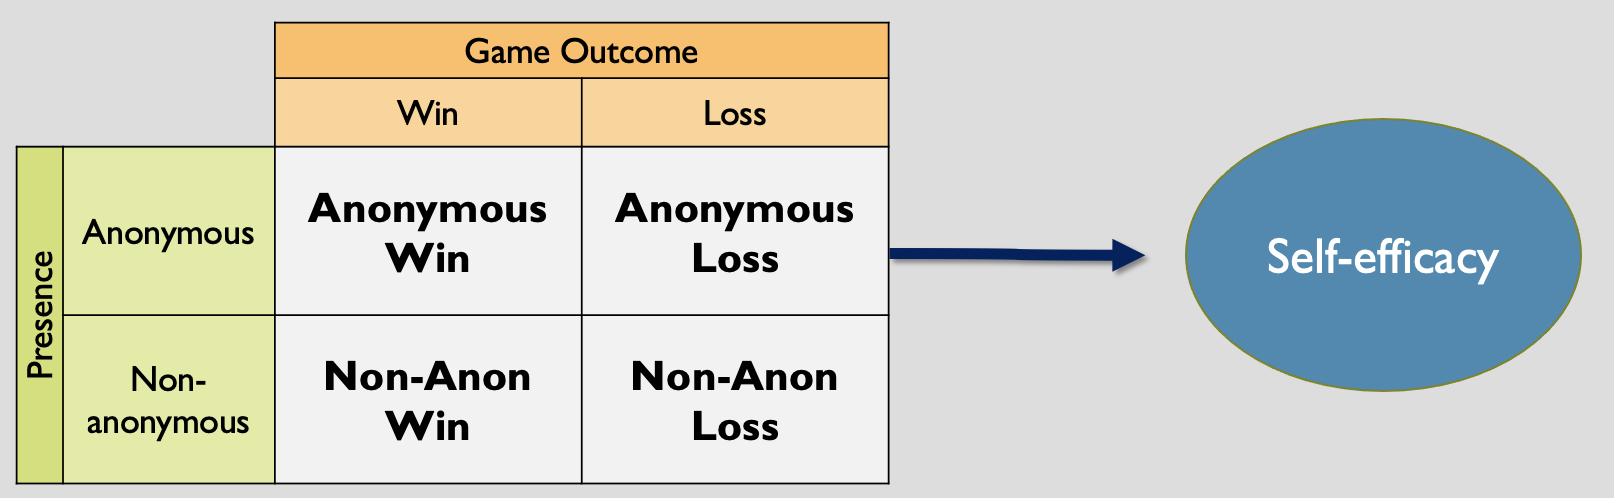 Game Outcome
Win
Loss
Presence
Anonymous
Anonymous
Win
Anonymous
Loss
Non-
anonymous
Non-Anon
Win
Non-Anon
Loss
Self-efficacy